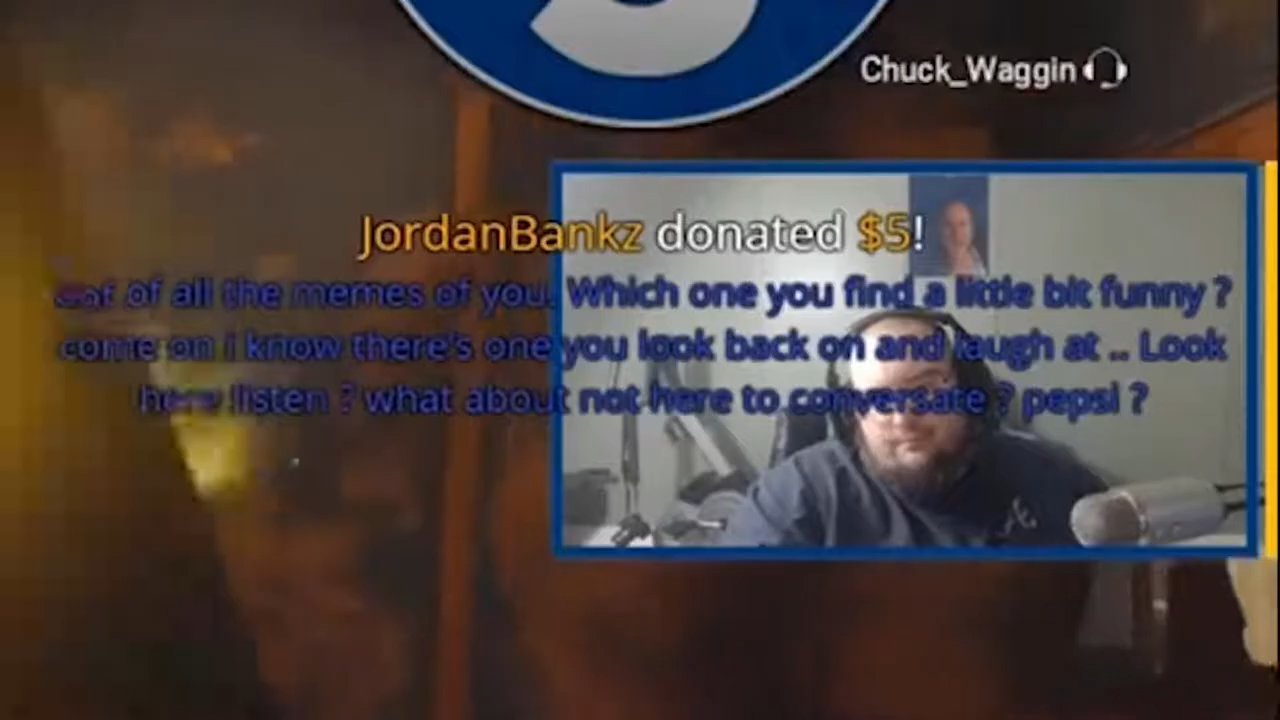 Chuck_Waggin
JordanBankz donated $5!
out of all the memes of you. Which one you find a little bit funny ?
come on i know there's one you look back on and laugh at .. Look
here listen ? what about not here to conversate ? pepsi ?